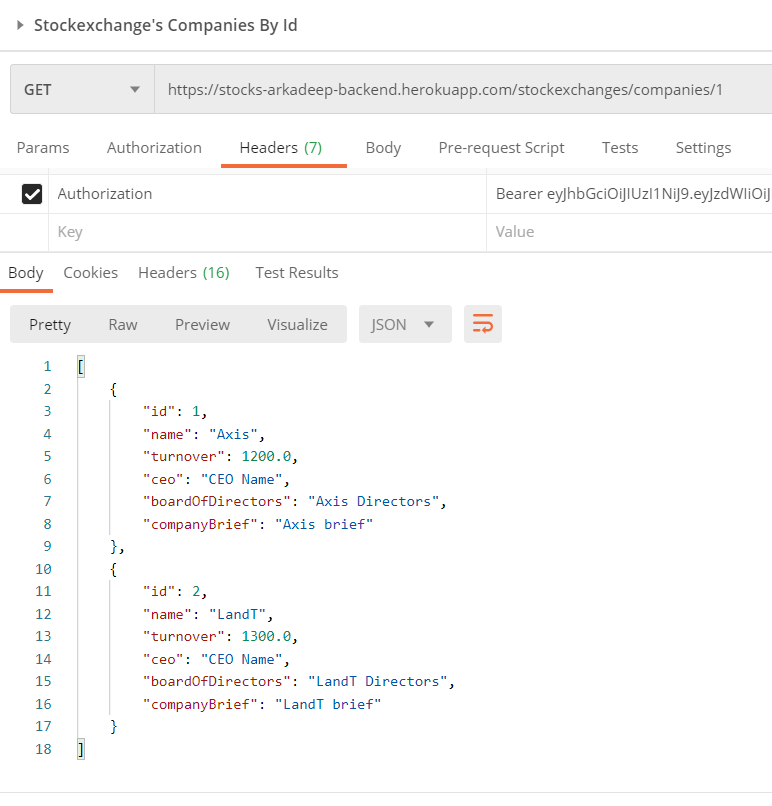 Stockexchange's Companies By Id
GET https://stocks-arkadeep-backend.herokuapp.com/stockexchanges/companies/1
Params Authorization Headers (7) Body Pre-request Script Tests Settings
Authorization Bearer eyJhbGciOiJIUzI1NiJ9.eyJzdWIiOiJ
Key Value
Body Cookies Headers (16) Test Results
Pretty Raw Preview Visualize JSON
1 [
2 {
3 "id": 1,
4 "name": "Axis",
5 "turnover": 1200.0,
6 "ceo": "CEO Name",
7 "boardOfDirectors": "Axis Directors",
8 "companyBrief": "Axis brief"
9 },
10 {
11 "id": 2,
12 "name": "LandT",
13 "turnover": 1300.0,
14 "ceo": "CEO Name",
15 "boardOfDirectors": "LandT Directors",
16 "companyBrief": "LandT brief"
17 }
18 ]